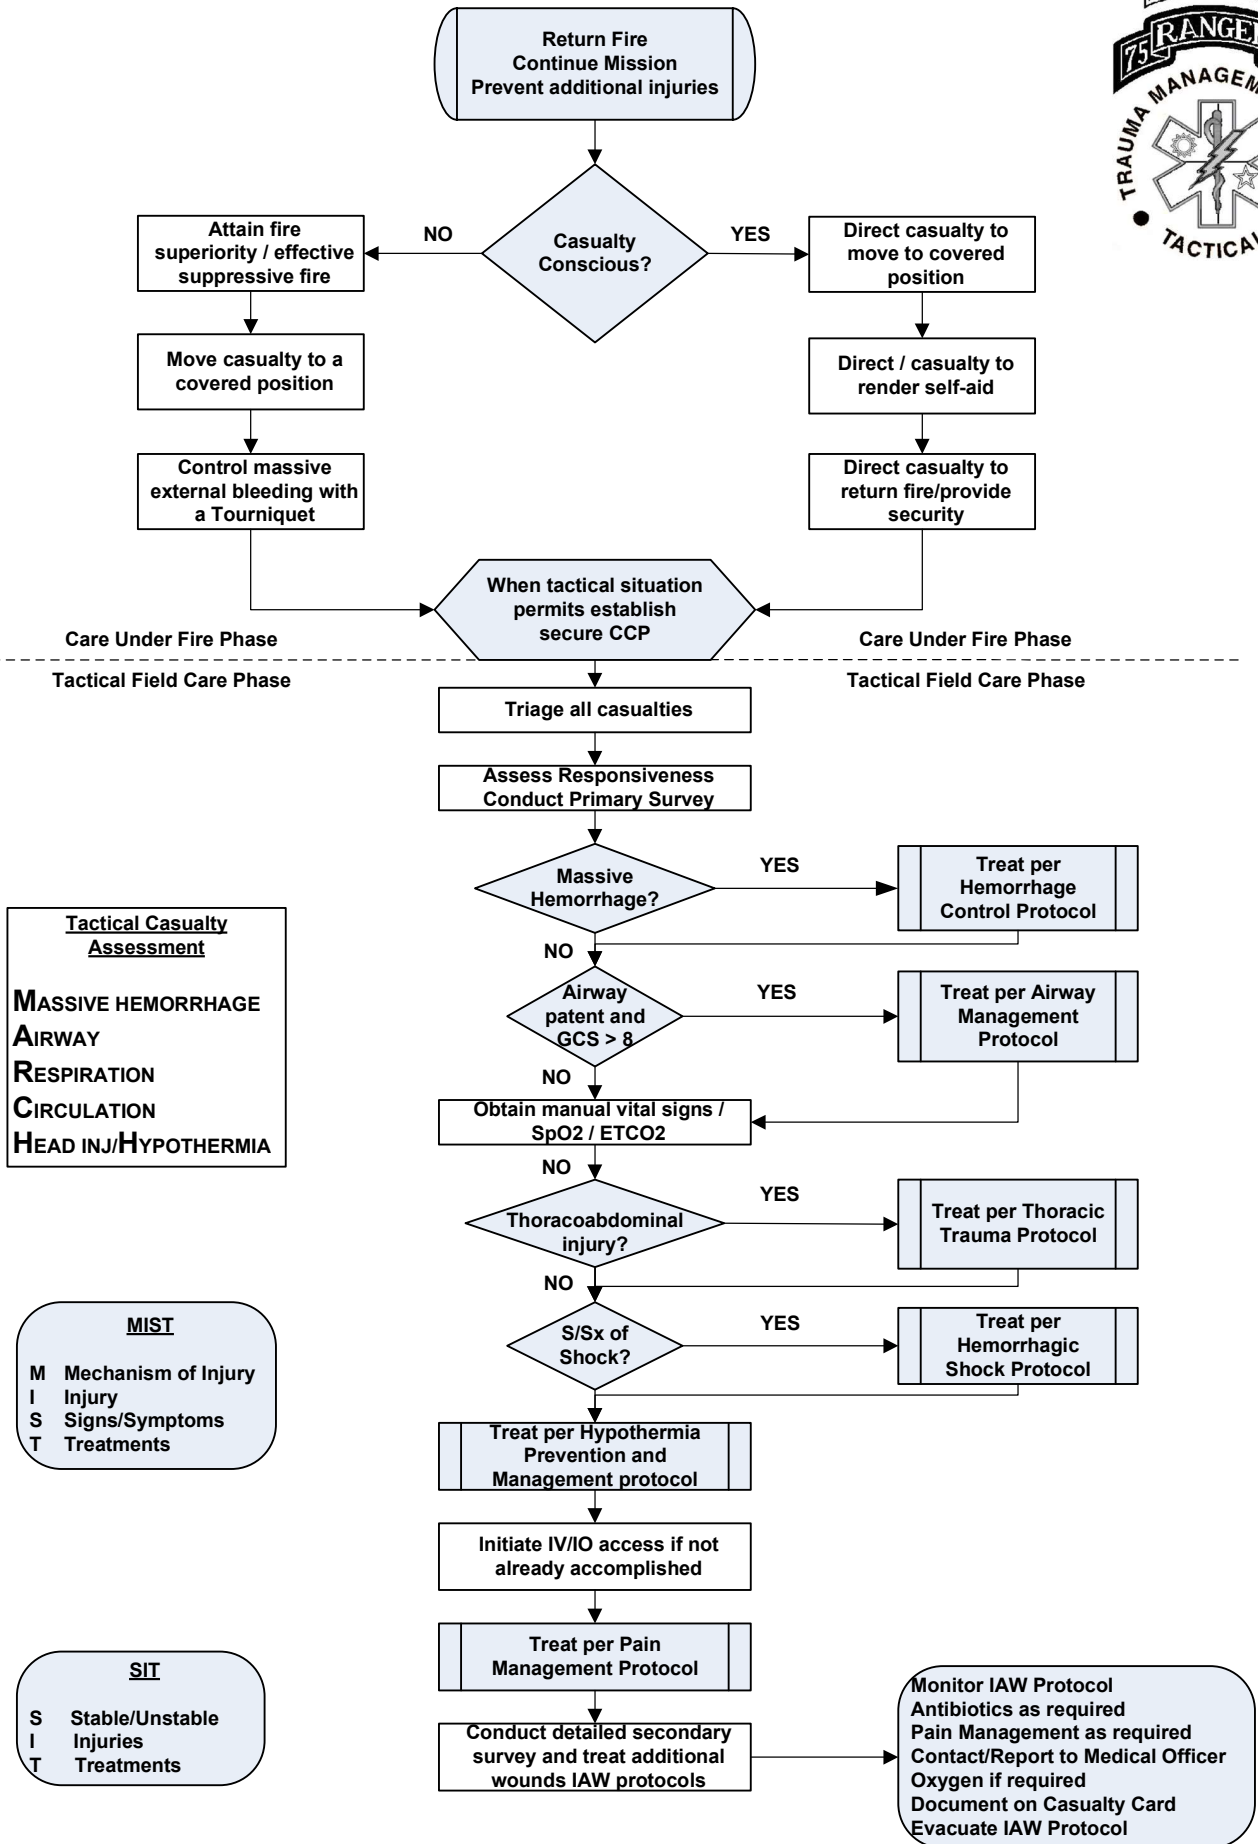 Return Fire
Continue Mission
Prevent additional injuries
75
RANGE
TRAUMA MANAGEM
TACTICA
Casualty
Conscious?
NO
YES
Attain fire
superiority / effective
suppressive fire
Move casualty to a
covered position
Control massive
external bleeding with
a Tourniquet
Direct casualty to
move to covered
position
Direct / casualty to
render self-aid
Direct casualty to
return fire/provide
security
When tactical situation
permits establish
secure CCP
Care Under Fire Phase
Care Under Fire Phase
Tactical Field Care Phase
Tactical Field Care Phase
Triage all casualties
Assess Responsiveness
Conduct Primary Survey
Massive
Hemorrhage?
YES
Treat per
Hemorrhage
Control Protocol
NO
Airway
patent and
GCS > 8
YES
Treat per Airway
Management
Protocol
NO
Obtain manual vital signs /
SpO2 / ETCO2
NO
Thoracoabdominal
injury?
YES
Treat per Thoracic
Trauma Protocol
NO
S/Sx of
Shock?
YES
Treat per
Hemorrhagic
Shock Protocol
Treat per Hypothermia
Prevention and
Management protocol
Initiate IV/IO access if not
already accomplished
Treat per Pain
Management Protocol
Conduct detailed secondary
survey and treat additional
wounds IAW protocols
Monitor IAW Protocol
Antibiotics as required
Pain Management as required
Contact/Report to Medical Officer
Oxygen if required
Document on Casualty Card
Evacuate IAW Protocol
Tactical Casualty
Assessment
MASSIVE HEMORRHAGE
AIRWAY
RESPIRATION
CIRCULATION
HEAD INJ/HYPOTHERMIA
MIST
M Mechanism of Injury
I Injury
S Signs/Symptoms
T Treatments
SIT
S Stable/Unstable
I Injuries
T Treatments